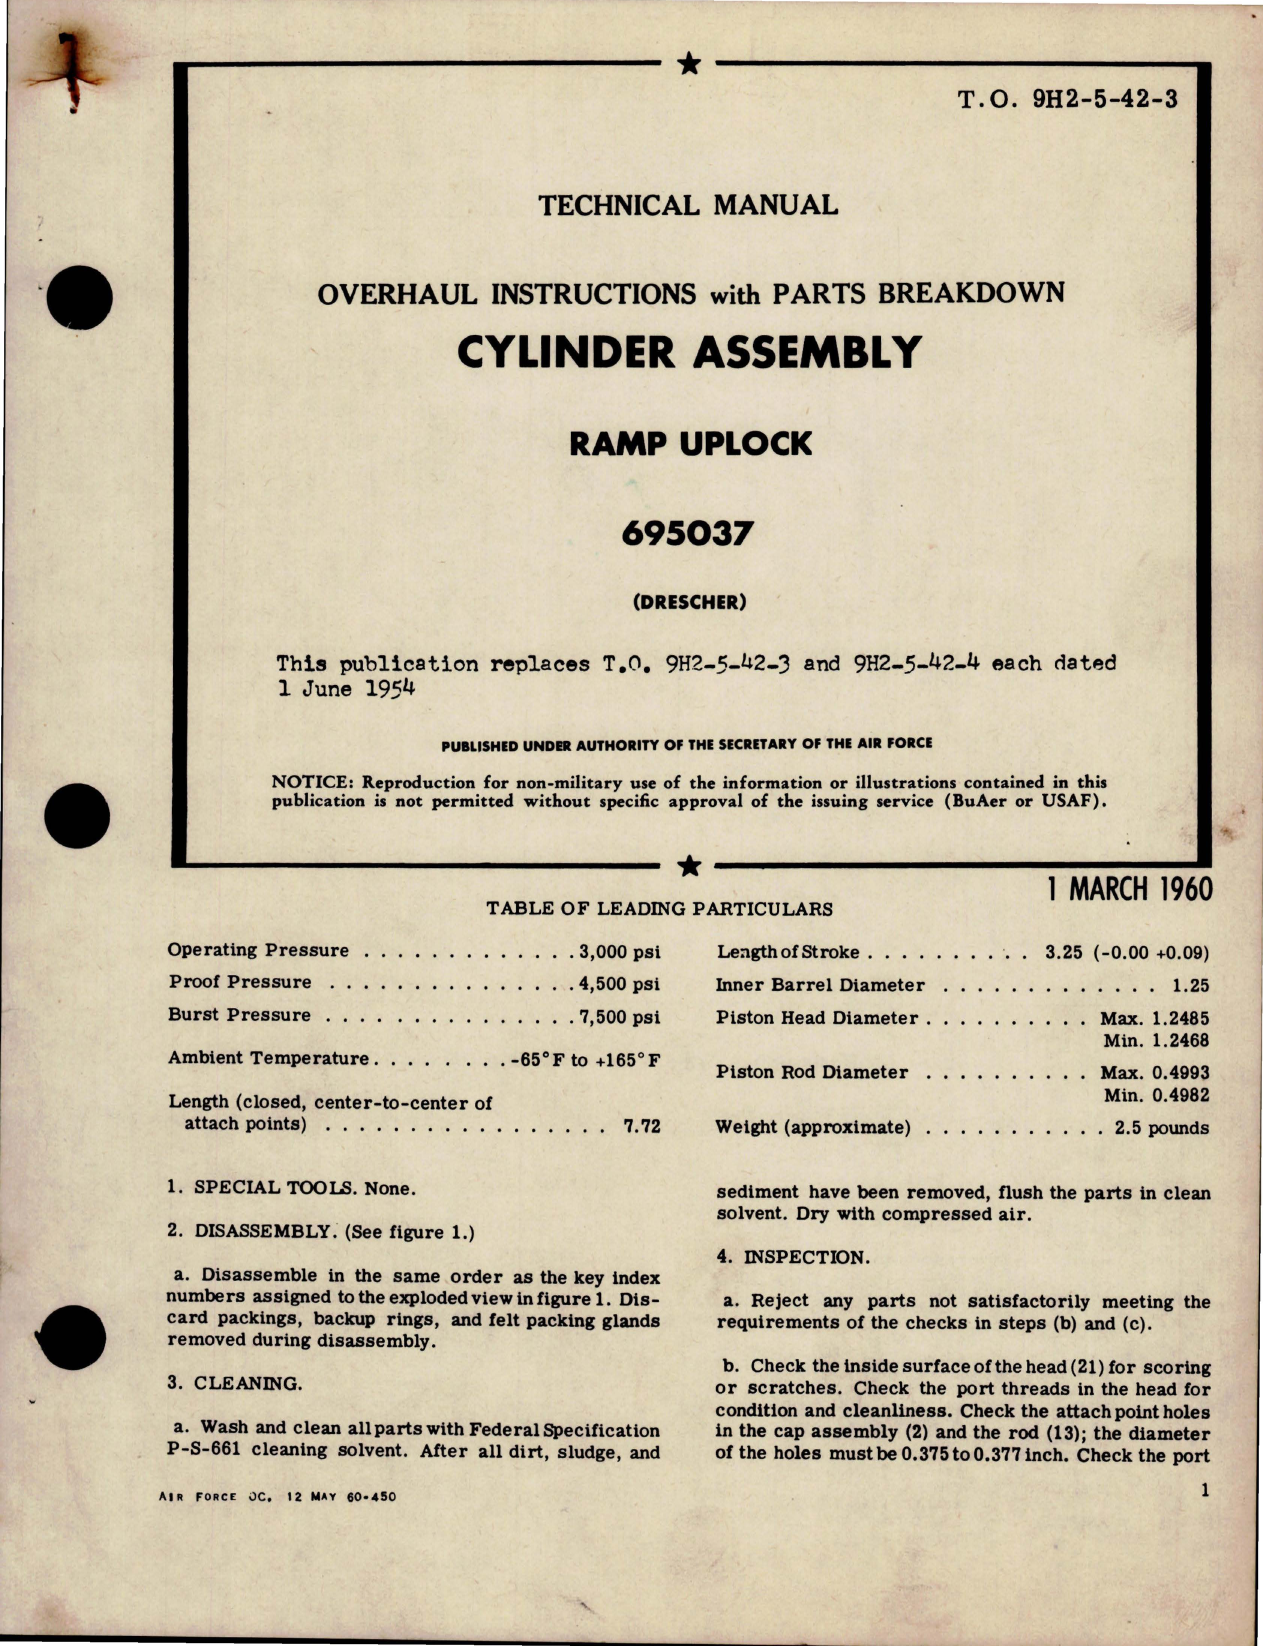 T.O. 9H2-5-42-3
TECHNICAL MANUAL
OVERHAUL INSTRUCTIONS with PARTS BREAKDOWN
CYLINDER ASSEMBLY
RAMP UPLOCK
695037
(DRESCHER)
This publication replaces T.O. 9H2-5-42-3 and 9H2-5-42-4 each dated
1 June 1954
PUBLISHED UNDER AUTHORITY OF THE SECRETARY OF THE AIR FORCE
NOTICE: Reproduction for non-military use of the information or illustrations contained in this
publication is not permitted without specific approval of the issuing service (BuAer or USAF).
1 MARCH 1960
TABLE OF LEADING PARTICULARS
Operating Pressure . . . . . . . . . . . . . 3,000 psi
Proof Pressure . . . . . . . . . . . . . . . 4,500 psi
Burst Pressure . . . . . . . . . . . . . . . 7,500 psi
Ambient Temperature. . . . . . . . . -65°F to +165°F
Length (closed, center-to-center of
attach points) . . . . . . . . . . . . . . . . . 7.72
Length of Stroke . . . . . . . . . . 3.25 (-0.00 +0.09)
Inner Barrel Diameter . . . . . . . . . . . . . 1.25
Piston Head Diameter . . . . . . . . . . Max. 1.2485
Min. 1.2468
Piston Rod Diameter . . . . . . . . . . Max. 0.4993
Min. 0.4982
Weight (approximate) . . . . . . . . . . . 2.5 pounds
1. SPECIAL TOOLS. None.
2. DISASSEMBLY. (See figure 1.)
a. Disassemble in the same order as the key index
numbers assigned to the exploded view in figure 1. Dis-
card packings, backup rings, and felt packing glands
removed during disassembly.
3. CLEANING.
a. Wash and clean all parts with Federal Specification
P-S-661 cleaning solvent. After all dirt, sludge, and
sediment have been removed, flush the parts in clean
solvent. Dry with compressed air.
4. INSPECTION.
a. Reject any parts not satisfactorily meeting the
requirements of the checks in steps (b) and (c).
b. Check the inside surface of the head (21) for scoring
or scratches. Check the port threads in the head for
condition and cleanliness. Check the attach point holes
in the cap assembly (2) and the rod (13); the diameter
of the holes must be 0.375 to 0.377 inch. Check the port
AIR FORCE OC, 12 MAY 60-450
1